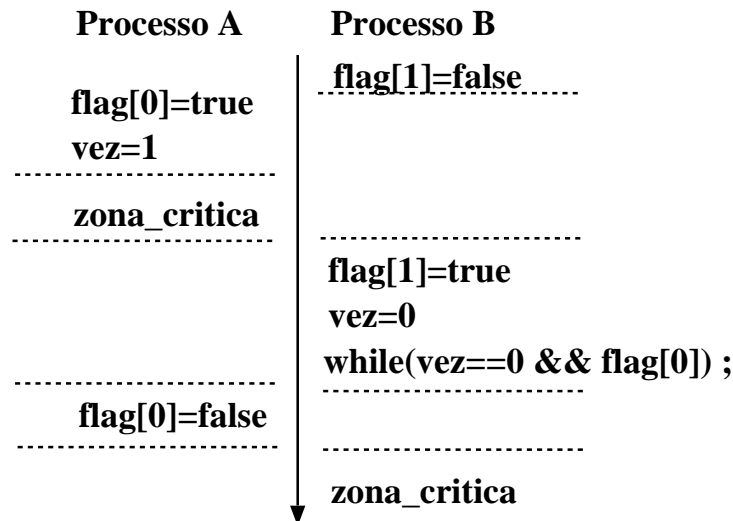 Processo A
Processo B
flag[1]=false
flag[0]=true
vez=1
zona_critica
flag[1]=true
vez=0
while(vez==0 && flag[0]) ;
flag[0]=false
zona_critica